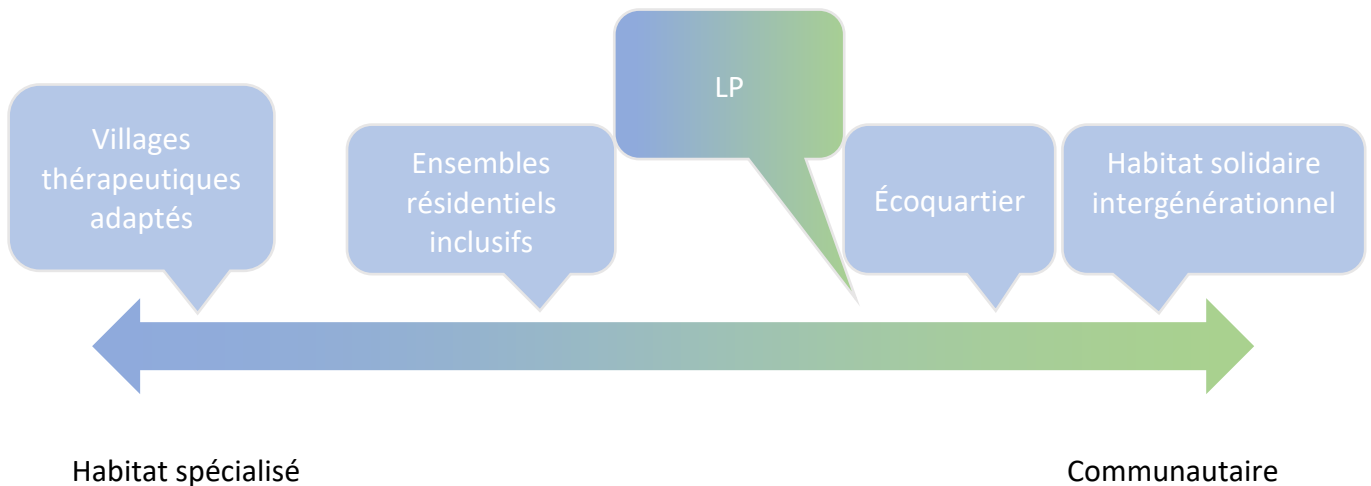 Villages
thérapeutiques
adaptés
Ensembles
résidentiels
inclusifs
LP
Écoquartier
Habitat solidaire
intergénérationnel
Habitat spécialisé
Communautaire